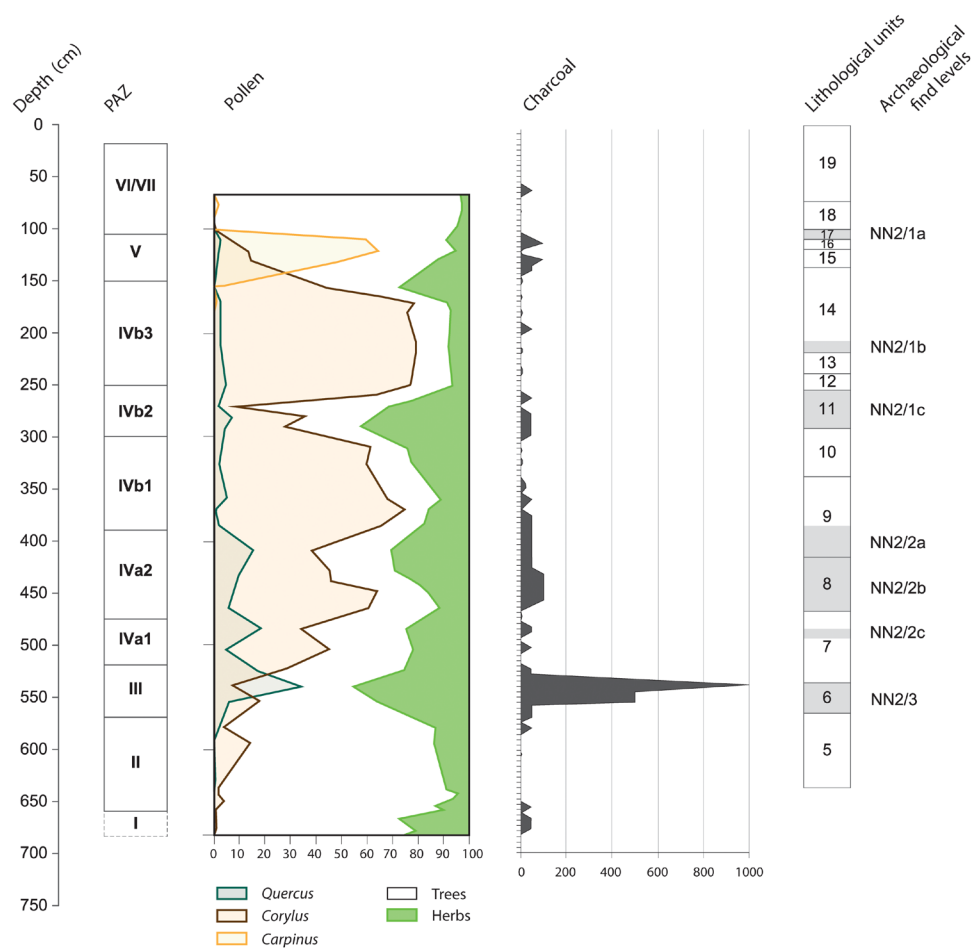 Depth (cm)
PAZ
Pollen
Charcoal
Lithological units
Archaeological
find levels
0
50
100
150
200
250
300
350
400
450
500
550
600
650
700
750
VI/VII
V
IVb3
IVb2
IVb1
IVa2
IVa1
III
II
I
0 10 20 30 40 50 60 70 80 90 100
0 200 400 600 800 1000
0 1000
19
18
17
16
15
14
13
12
11
10
9
8
7
6
5
NN2/1a
NN2/1b
NN2/1c
NN2/2a
NN2/2b
NN2/2c
NN2/3
Quercus
Corylus
Carpinus
Trees
Herbs